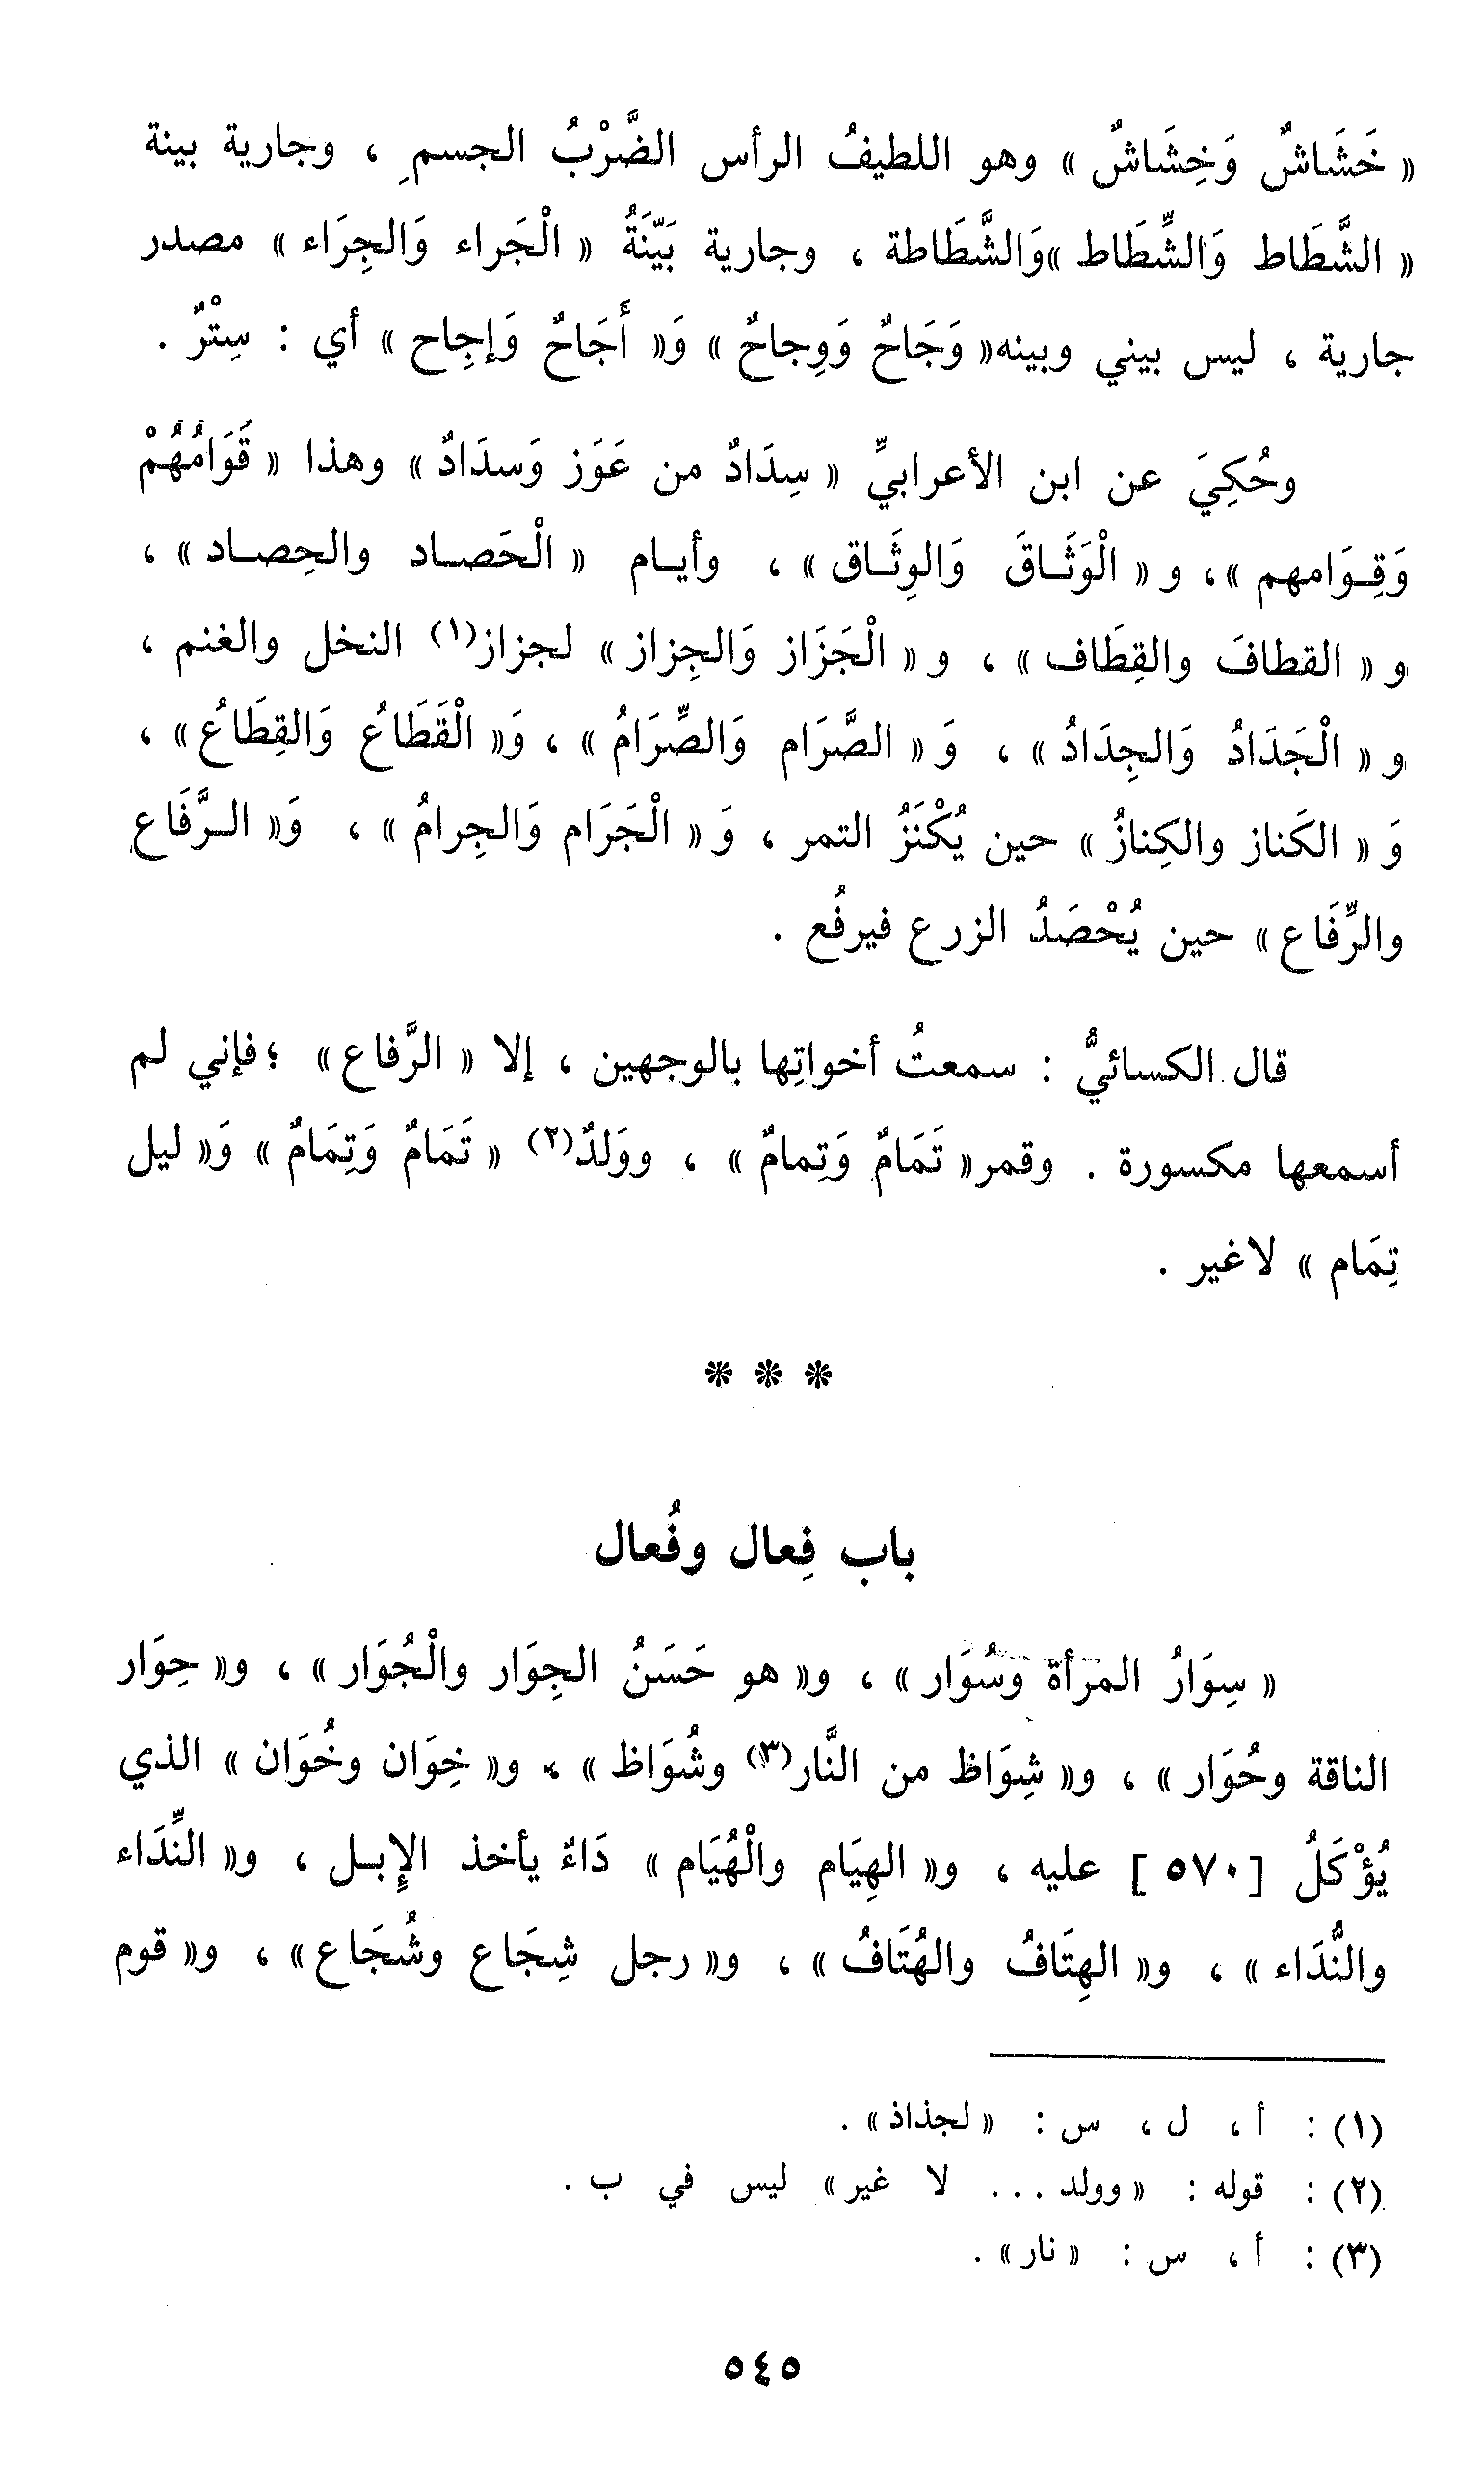 « خَشَاشٌ وَخِشَاشٌ » وهو اللطيفُ الرأس الضَّرْبُ الجسمِ ، وجارية بينة
« الشَّطَاط وَالشِّطَاط »وَالشَّطَاطة ، وجارية بَيِّنَةُ « الْجَراء وَالجِرَاء » مصدر
جارية ، ليس بيني وبينه« وَجَاحٌ وَوِجاحٌ » وَ« أَجَاحٌ وَإجِاح » أي : سِتْرٌ .
وحُكِيَ عن ابن الأعرابيِّ « سِدَادٌ من عَوَز وَسدَادٌ » وهذا « قَوَامُهُمْ
وَقِـوَامهم »، و « الْوَثَـاقَ وَالوِثَـاق » ، وأيـام « الْحَصـاد والحِصـاد » ،
و « القطافَ والقِطَاف » ، و « الْجَزَاز وَالجِزاز » لجزاز(١) النخل والغنم ،
و « الْجَدَادُ وَالجِدَادُ » ، وَ « الصَّرَام وَالصِّرَامُ » ، وَ« الْقَطَاعُ وَالقِطَاعُ » ،
وَ « الكَناز والكِنازُ » حين يُكْنَزُ التمر ، وَ « الْجَرَام وَالجِرامُ » ، وَ« الـرَّفَاع
والرِّفَاع » حين يُحْصَدُ الزرع فيرفُع .
قال الكسائيُّ : سمعتُ أخواتِها بالوجهين ، إلا « الرَّفاع » ؛فإني لم
أسمعها مكسورة . وقمر« تَمَامٌ وَتِمامٌ » ، ووَلدٌ(٢) « تَمَامٌ وَتِمَامٌ » وَ« ليل
تِمَام » لاغير .
* * *
باب فِعال وفُعال
« سِوَارُ المرأة وسُوَار » ، و« هو حَسَنُ الجِوَار والْجُوَار » ، و« حِوَار
الناقة وحُوَار » ، و« شِوَاظ من النَّار(٣) وشُوَاظ » ، و« خِوَان وخُوَان » الذي
يُؤْكَلُ [٥٧٠] عليه ، و« الهِيَام والْهُيَام » دَاءٌ يأخذ الإِبـل ، و« النِّدَاء
والنُّدَاء » ، و« الهِتَافُ والهُتَافُ » ، و« رجل شِجَاع وشُجَاع » ، و« قوم
(١) : أ ، ل ، س : « لجذاذ » .
(٢) : قوله : « وولد ... لا غير » ليس في ب .
(٣) : أ ، س : « نار » .
٥٤٥